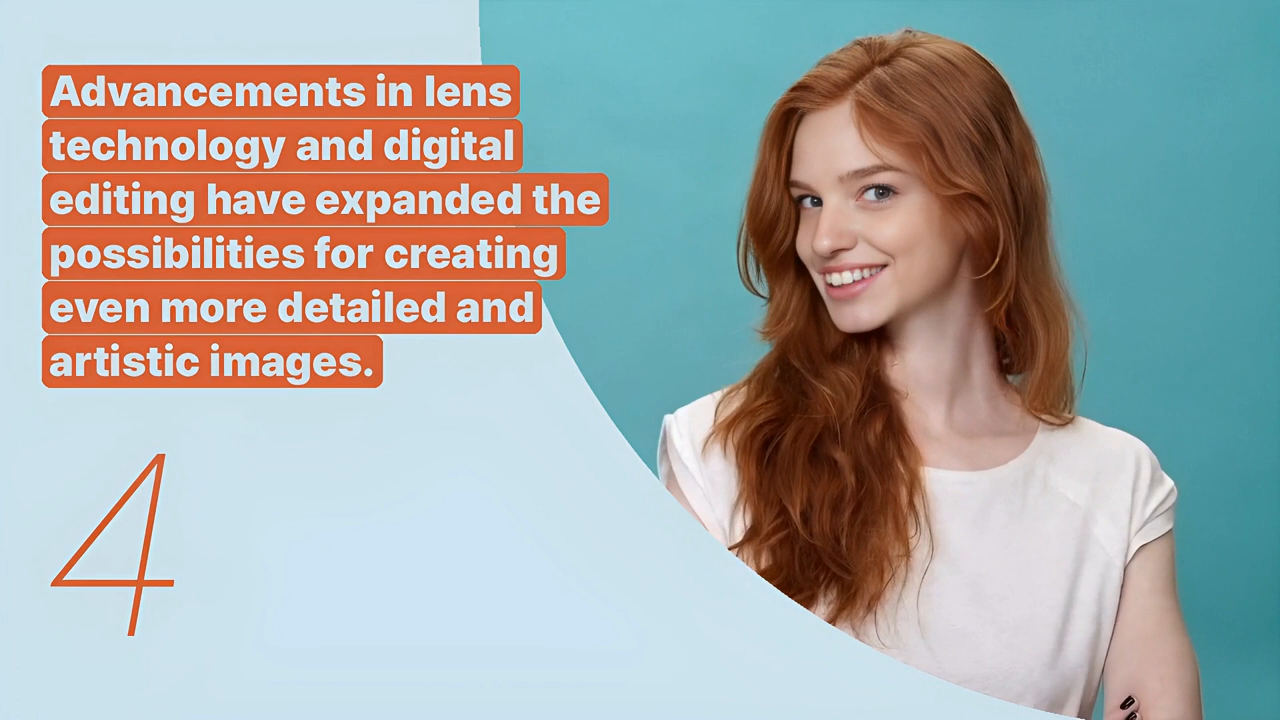 Advancements in lens
technology and digital
editing have expanded the
possibilities for creating
even more detailed and
artistic images.
4